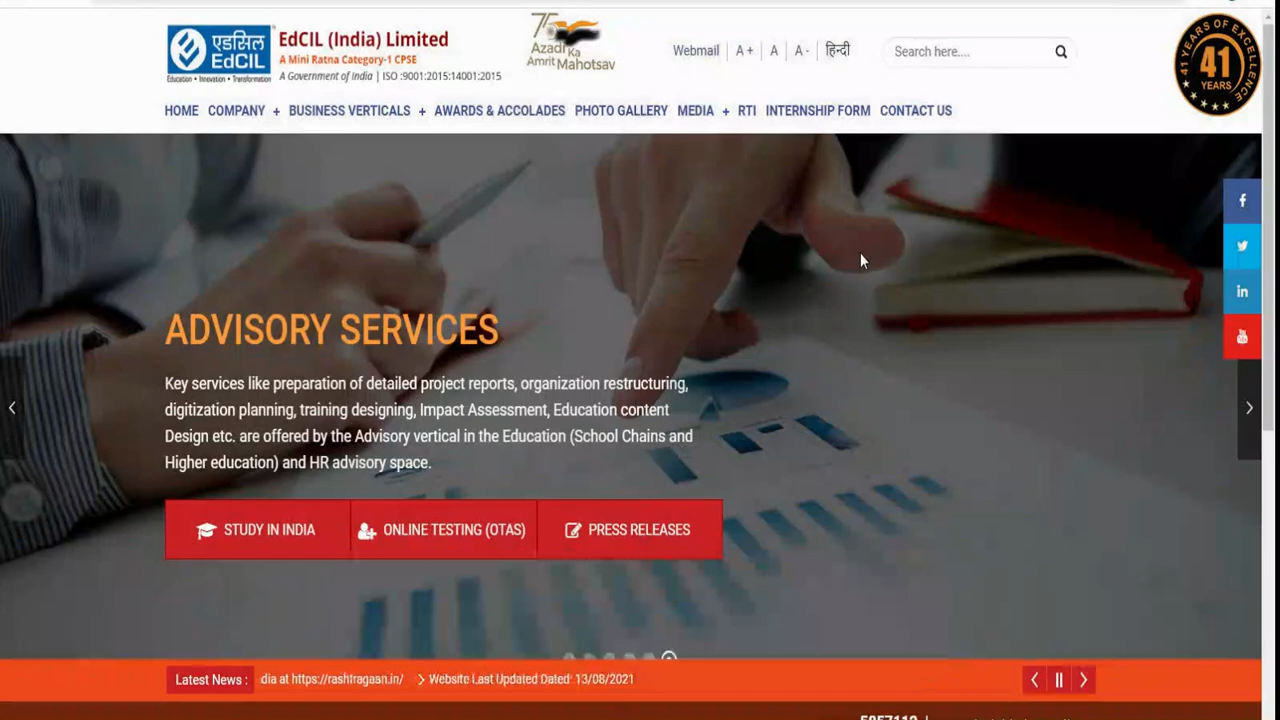 एडसिल
EdCIL
Education • Innovation • Transformation
EdCIL (India) Limited
A Mini Ratna Category-1 CPSE
A Government of India | ISO :9001:2015:14001:2015
75
Azadi Ka
Amrit Mahotsav
Webmail
A +
A
A -
हिन्दी
Search here....
41 YEARS OF EXCELLENCE
41
YEARS
HOME COMPANY + BUSINESS VERTICALS + AWARDS & ACCOLADES PHOTO GALLERY MEDIA + RTI INTERNSHIP FORM CONTACT US
ADVISORY SERVICES
Key services like preparation of detailed project reports, organization restructuring,
digitization planning, training designing, Impact Assessment, Education content
Design etc. are offered by the Advisory vertical in the Education (School Chains and
Higher education) and HR advisory space.
STUDY IN INDIA
ONLINE TESTING (OTAS)
PRESS RELEASES
Latest News :
dia at https://rashtragaan.in/ > Website Last Updated Dated 13/08/2021